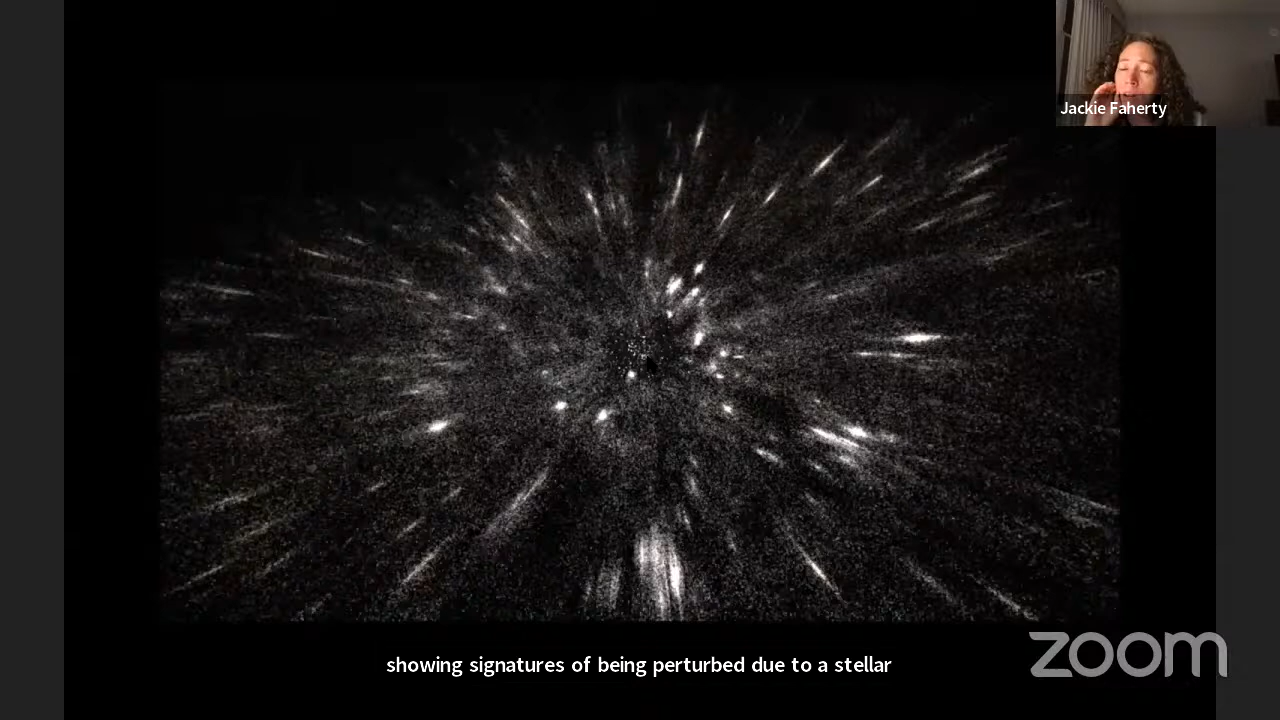 Jackie Faherty
showing signatures of being perturbed due to a stellar
zoom